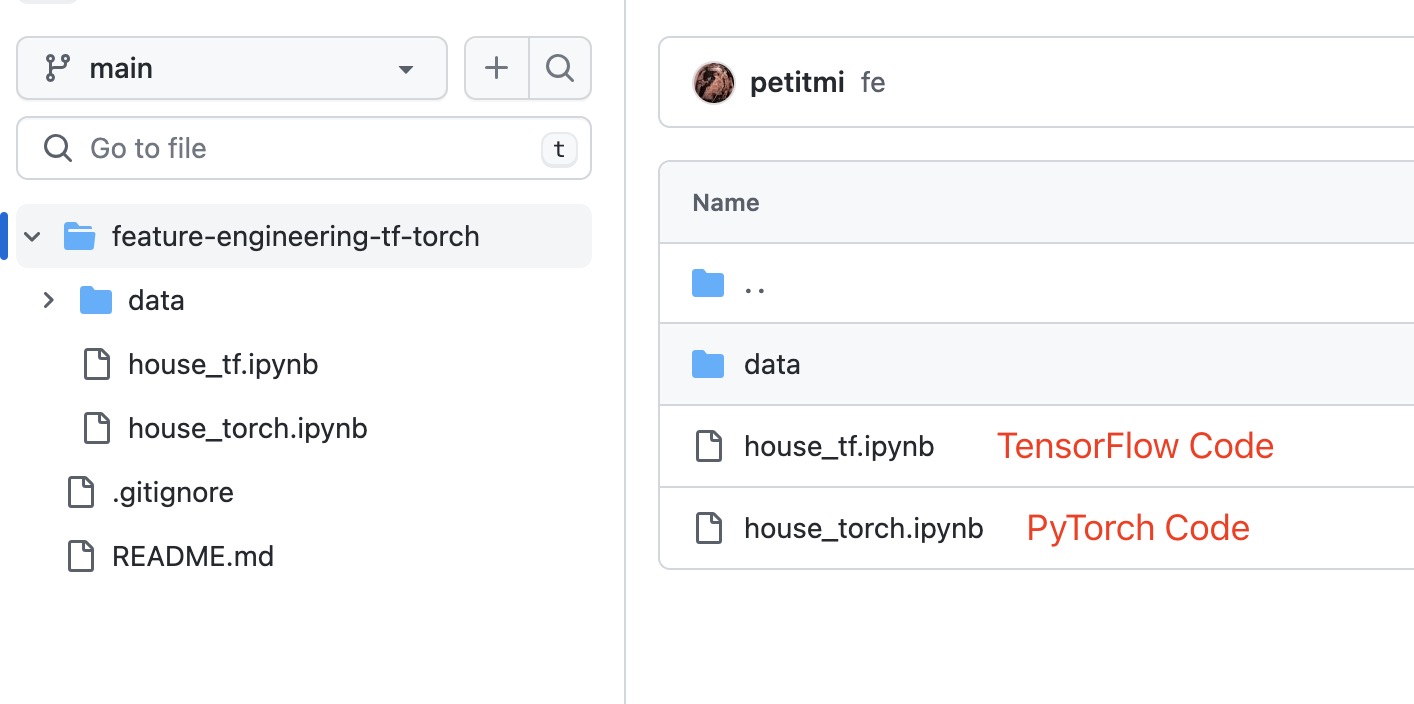 main
Go to file
t
feature-engineering-tf-torch
data
house_tf.ipynb
house_torch.ipynb
.gitignore
README.md
petitmi fe
Name
..
data
house_tf.ipynb TensorFlow Code
house_torch.ipynb PyTorch Code